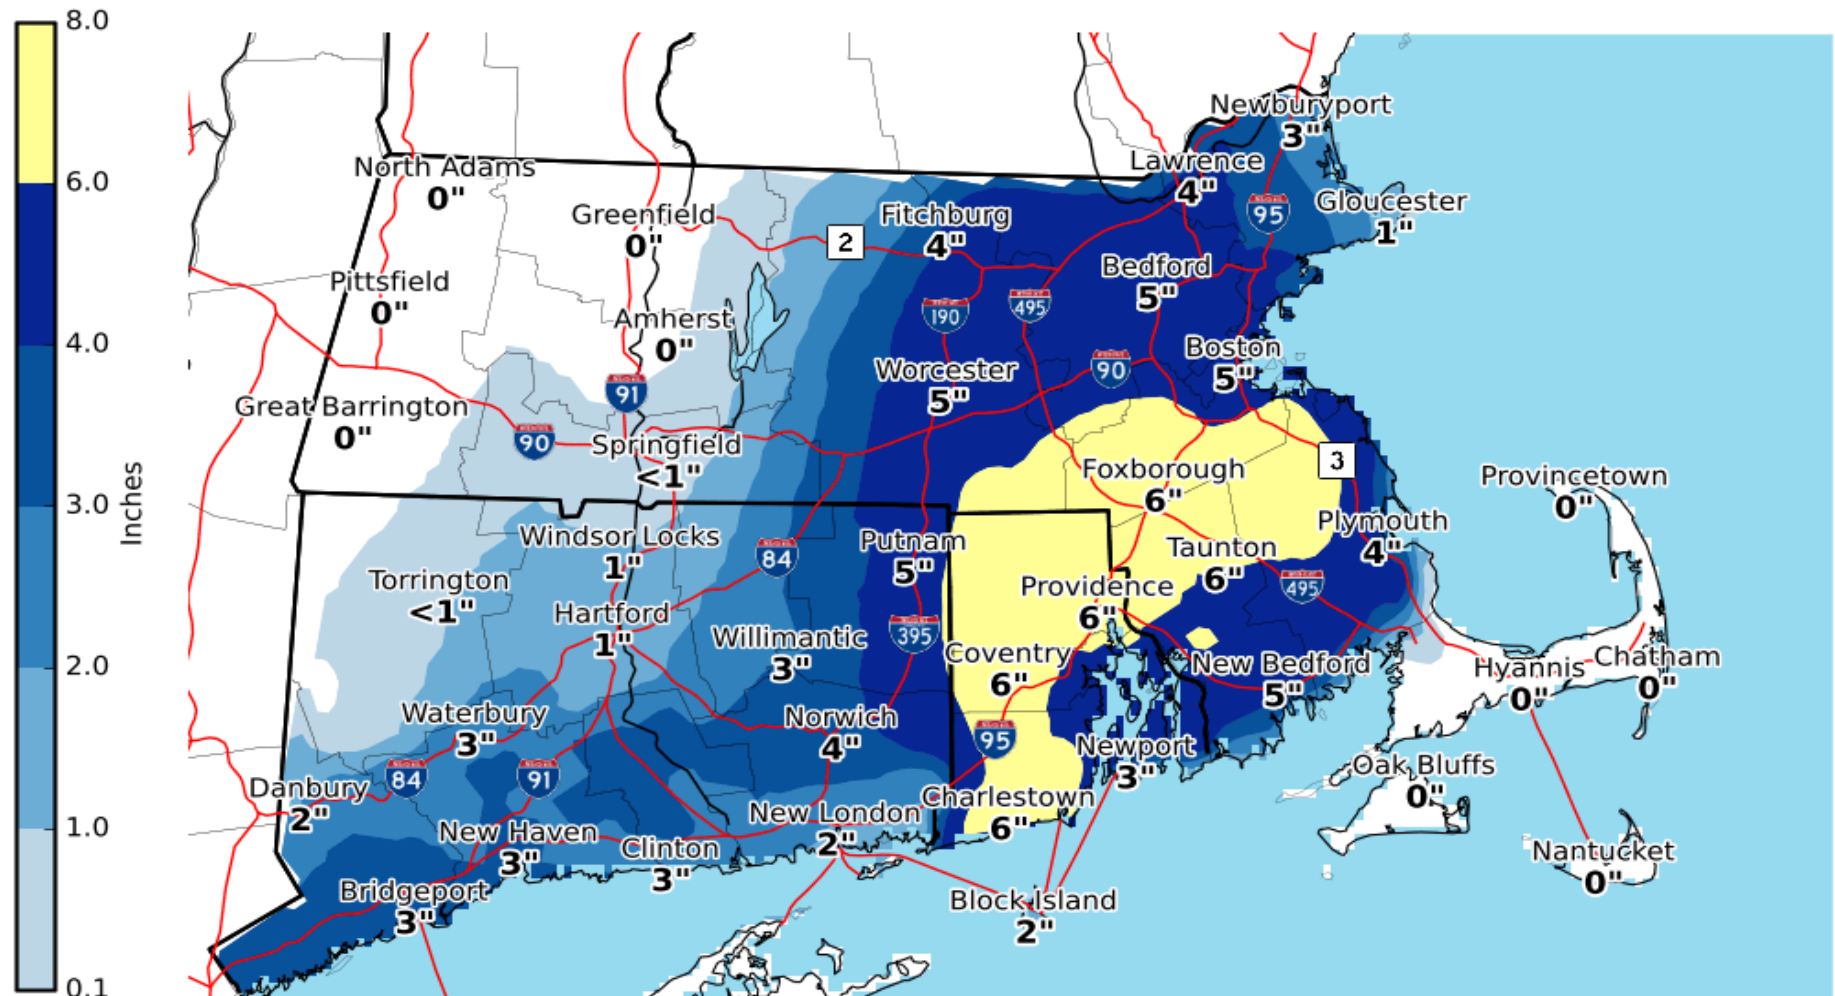 8.0
6.0
4.0
3.0
2.0
1.0
0.1
Inches
Newburyport
3"
North Adams
0"
Lawrence
4"
Greenfield
0"
Fitchburg
4"
95
Gloucester
1"
2
Pittsfield
0"
Bedford
5"
190
495
Amherst
0"
Boston
5"
Worcester
5"
90
91
Great Barrington
0"
90
Springfield
<1"
3
Foxborough
6"
Provincetown
0"
Windsor Locks
1"
84
Putnam
5"
Plymouth
4"
Taunton
6"
Torrington
<1"
Providence
6"
495
Hartford
1"
Willimantic
3"
395
Coventry
6"
New Bedford
5"
Hyannis
0"
Chatham
0"
Waterbury
3"
Norwich
4"
95
Newport
3"
Danbury
2"
84
91
Oak Bluffs
0"
Charlestown
6"
New London
2"
New Haven
3"
Clinton
3"
Nantucket
0"
Bridgeport
3"
Block Island
2"